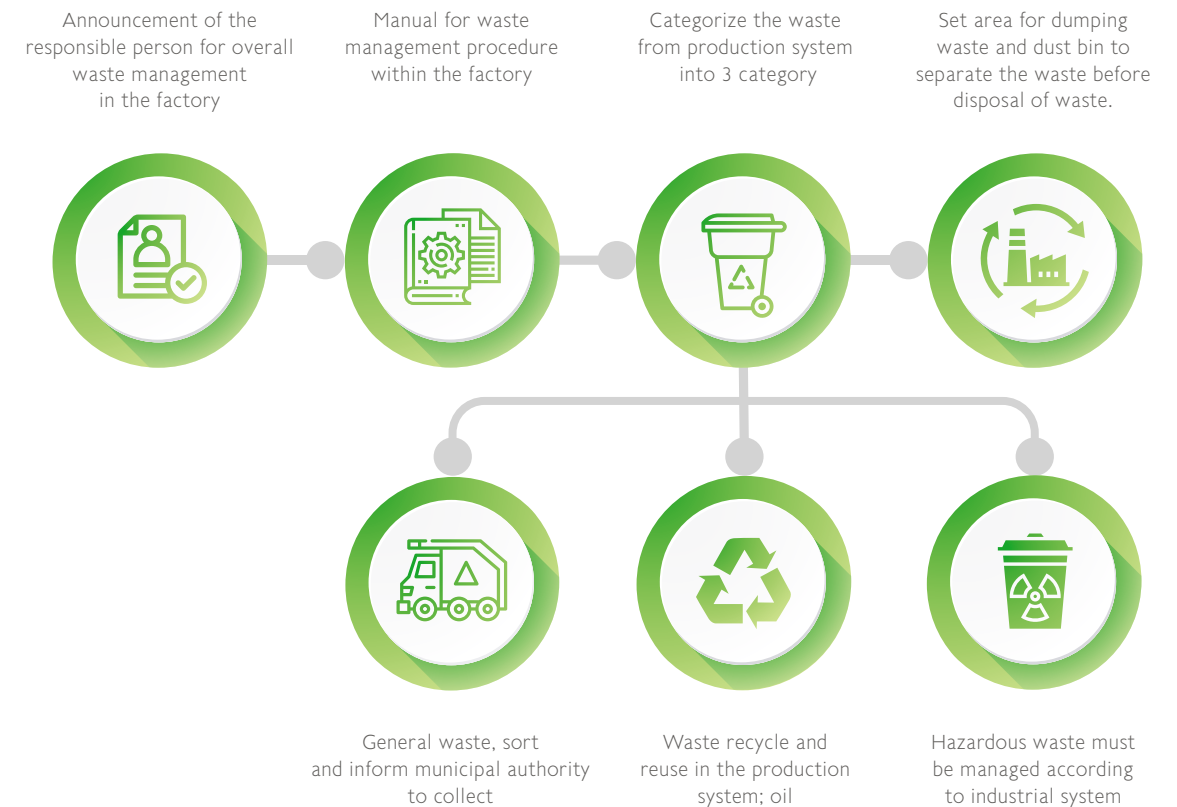 Announcement of the
responsible person for overall
waste management
in the factory
Manual for waste
management procedure
within the factory
Categorize the waste
from production system
into 3 category
Set area for dumping
waste and dust bin to
separate the waste before
disposal of waste.
General waste, sort
and inform municipal authority
to collect
Waste recycle and
reuse in the production
system; oil
Hazardous waste must
be managed according
to industrial system